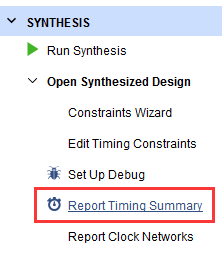 SYNTHESIS
Run Synthesis
Open Synthesized Design
Constraints Wizard
Edit Timing Constraints
Set Up Debug
Report Timing Summary
Report Clock Networks